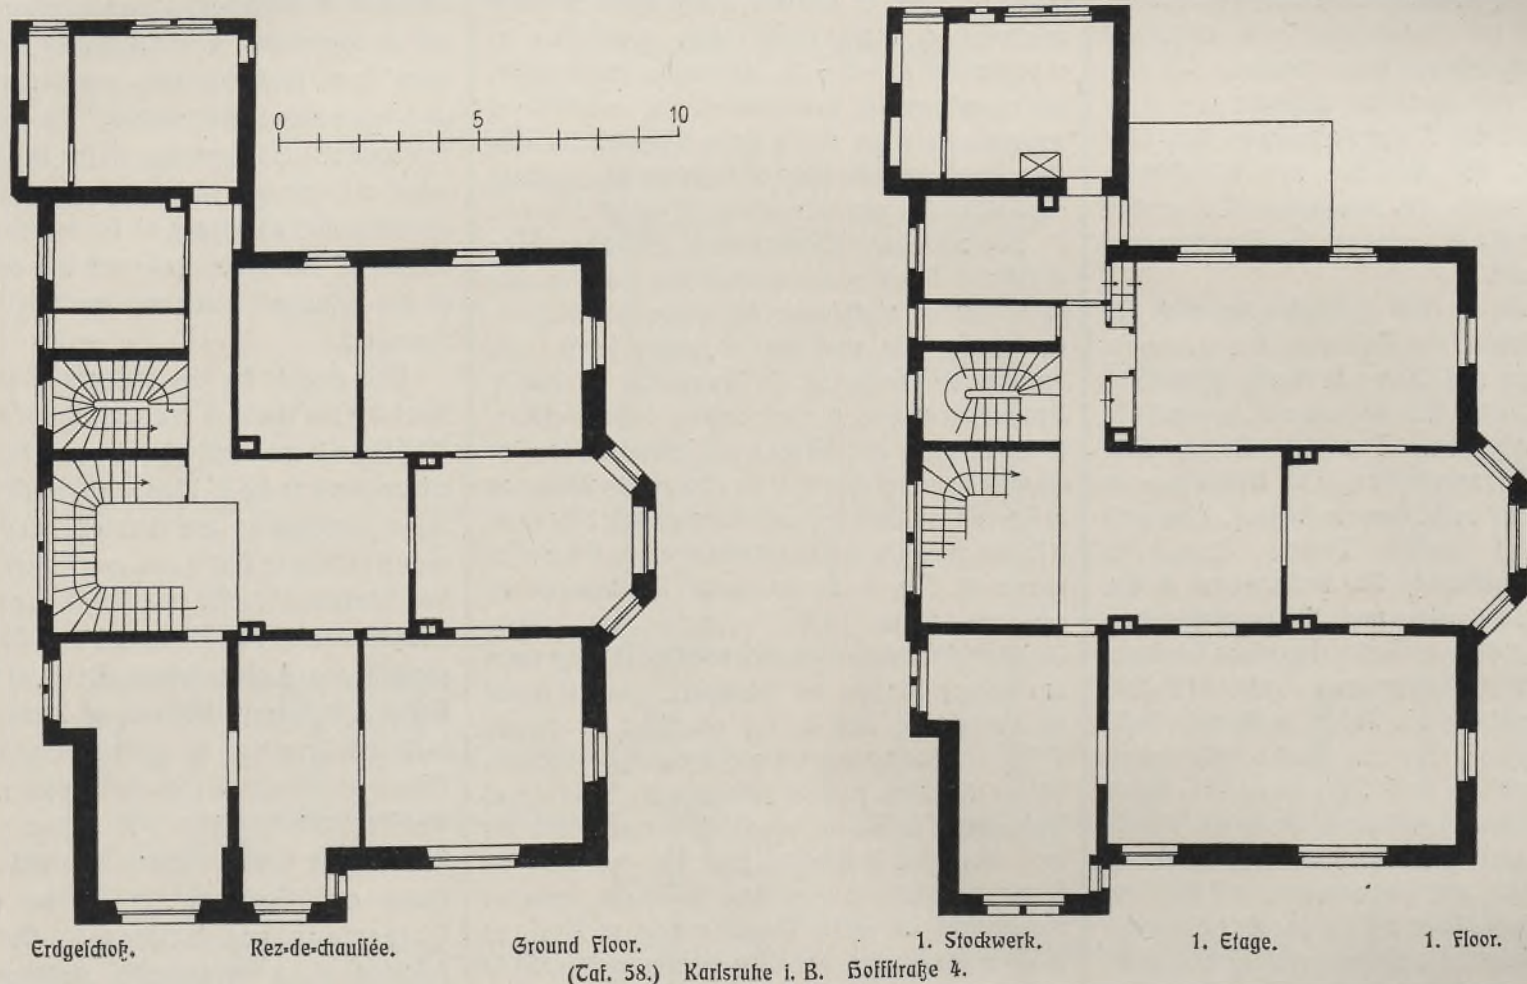 0 5 10
Erdgeschoß. Rez-de-chaussée. Ground Floor. 1. Stockwerk. 1. Etage. 1. Floor.
(Taf. 58.) Karlsruhe i. B. Hoffstraße 4.